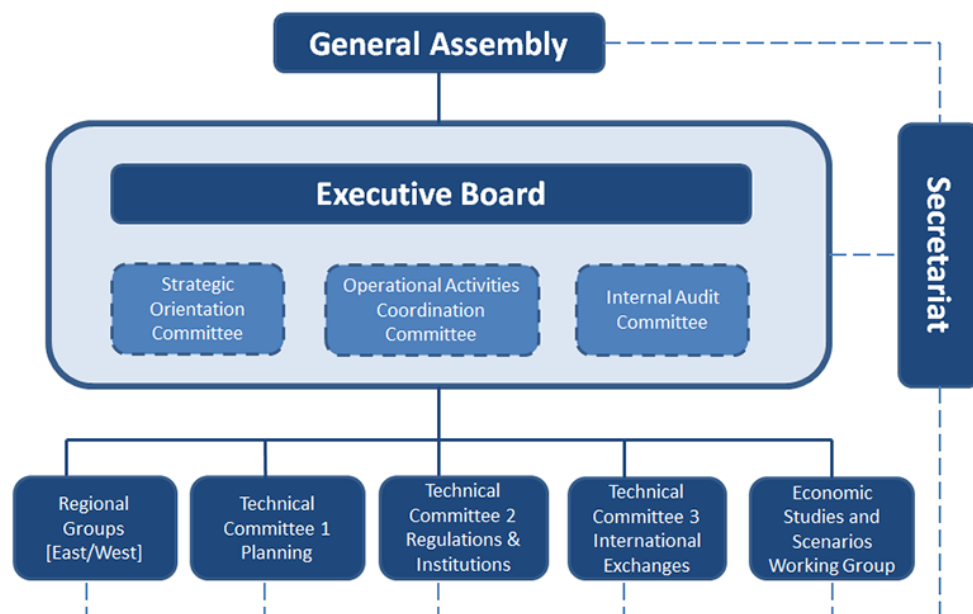 General Assembly
Secretariat
Executive Board
Strategic
Orientation
Committee
Operational Activities
Coordination
Committee
Internal Audit
Committee
Regional
Groups
[East/West]
Technical
Committee 1
Planning
Technical
Committee 2
Regulations &
Institutions
Technical
Committee 3
International
Exchanges
Economic
Studies and
Scenarios
Working Group